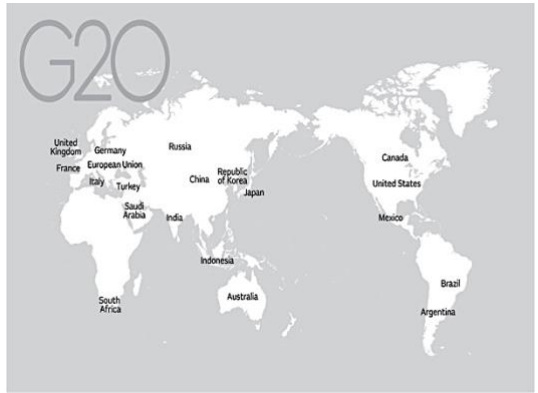 G20
United
Kingdom
Germany
France
European Union
Italy
Turkey
Russia
China
Republic
of Korea
Japan
Saudi
Arabia
India
Indonesia
South
Africa
Australia
Canada
United States
Mexico
Brazil
Argentina